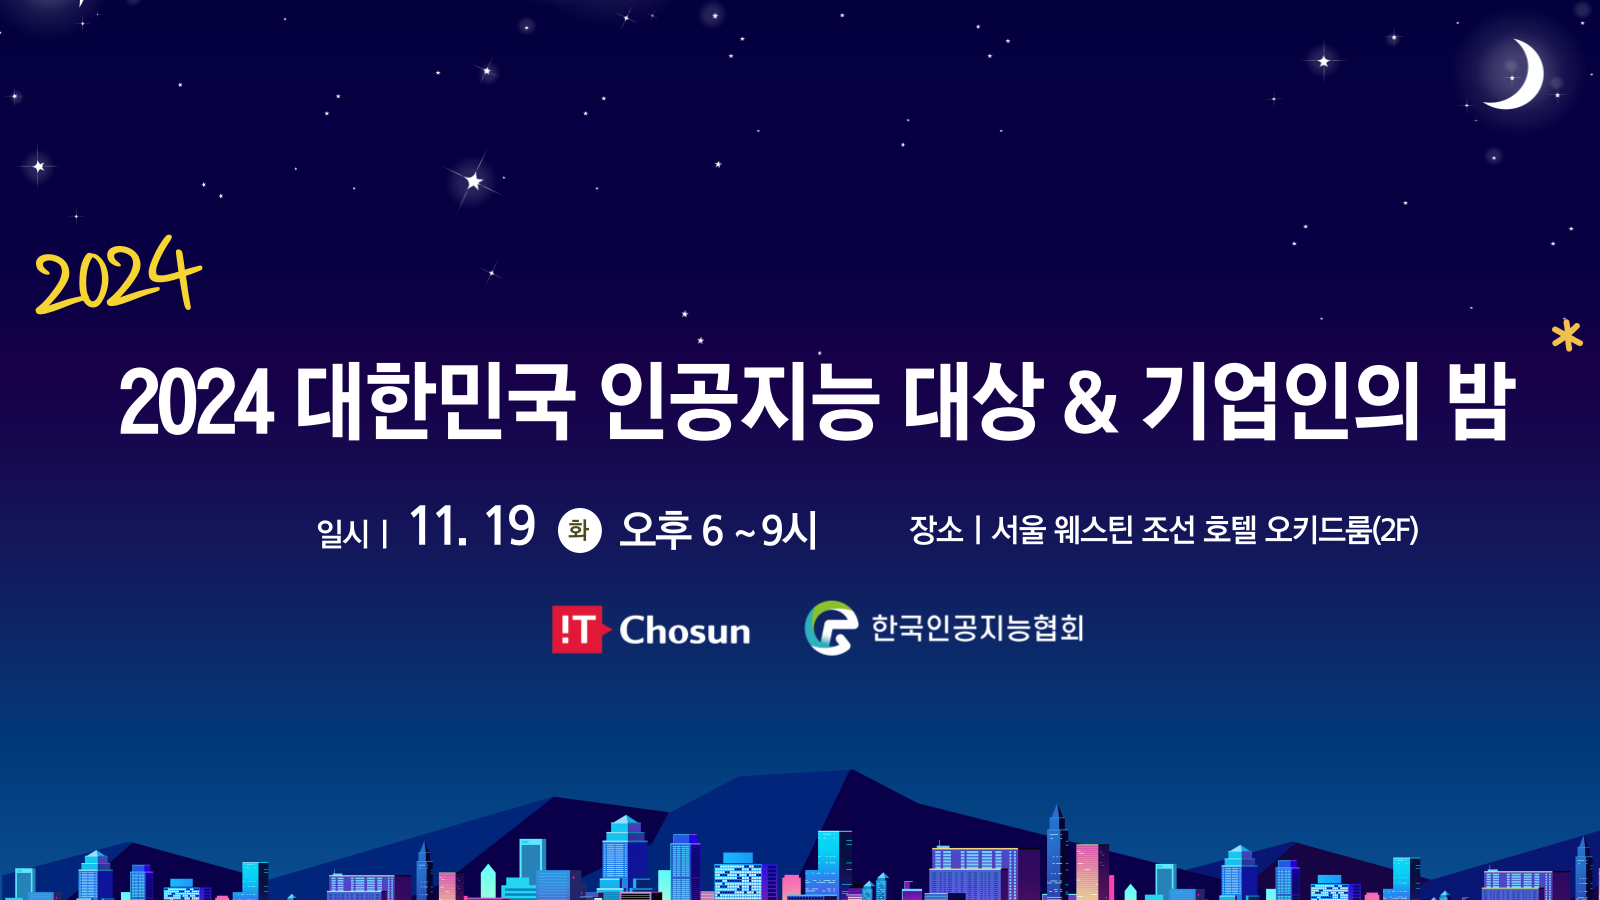 2024
2024 대한민국 인공지능 대상 & 기업인의 밤
일시 | 11. 19 화 오후 6 ~ 9시
장소 | 서울 웨스틴 조선 호텔 오키드룸(2F)
IT Chosun
한국인공지능협회